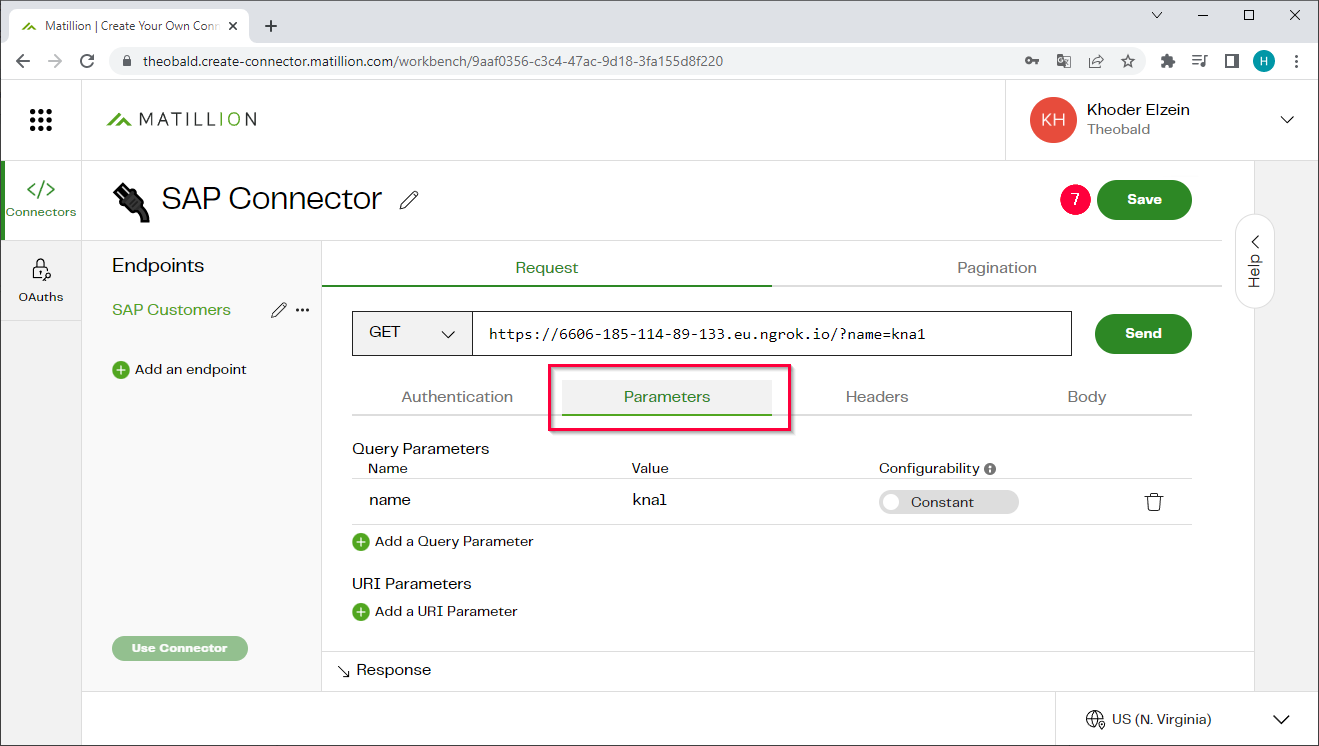 Matillion | Create Your Own Conn
theobald.create-connector.matillion.com/workbench/9aaf0356-c3c4-47ac-9d18-3fa155d8f220
H
MATILLION
KH
Khoder Elzein
Theobald
Connectors
OAuths
SAP Connector
7
Save
Help
Endpoints
SAP Customers
Add an endpoint
Use Connector
Request
Pagination
GET
https://6606-185-114-89-133.eu.ngrok.io/?name=kna1
Send
Authentication
Parameters
Headers
Body
Query Parameters
Name
Value
Configurability
name
kna1
Constant
Add a Query Parameter
URI Parameters
Add a URI Parameter
Response
US (N. Virginia)